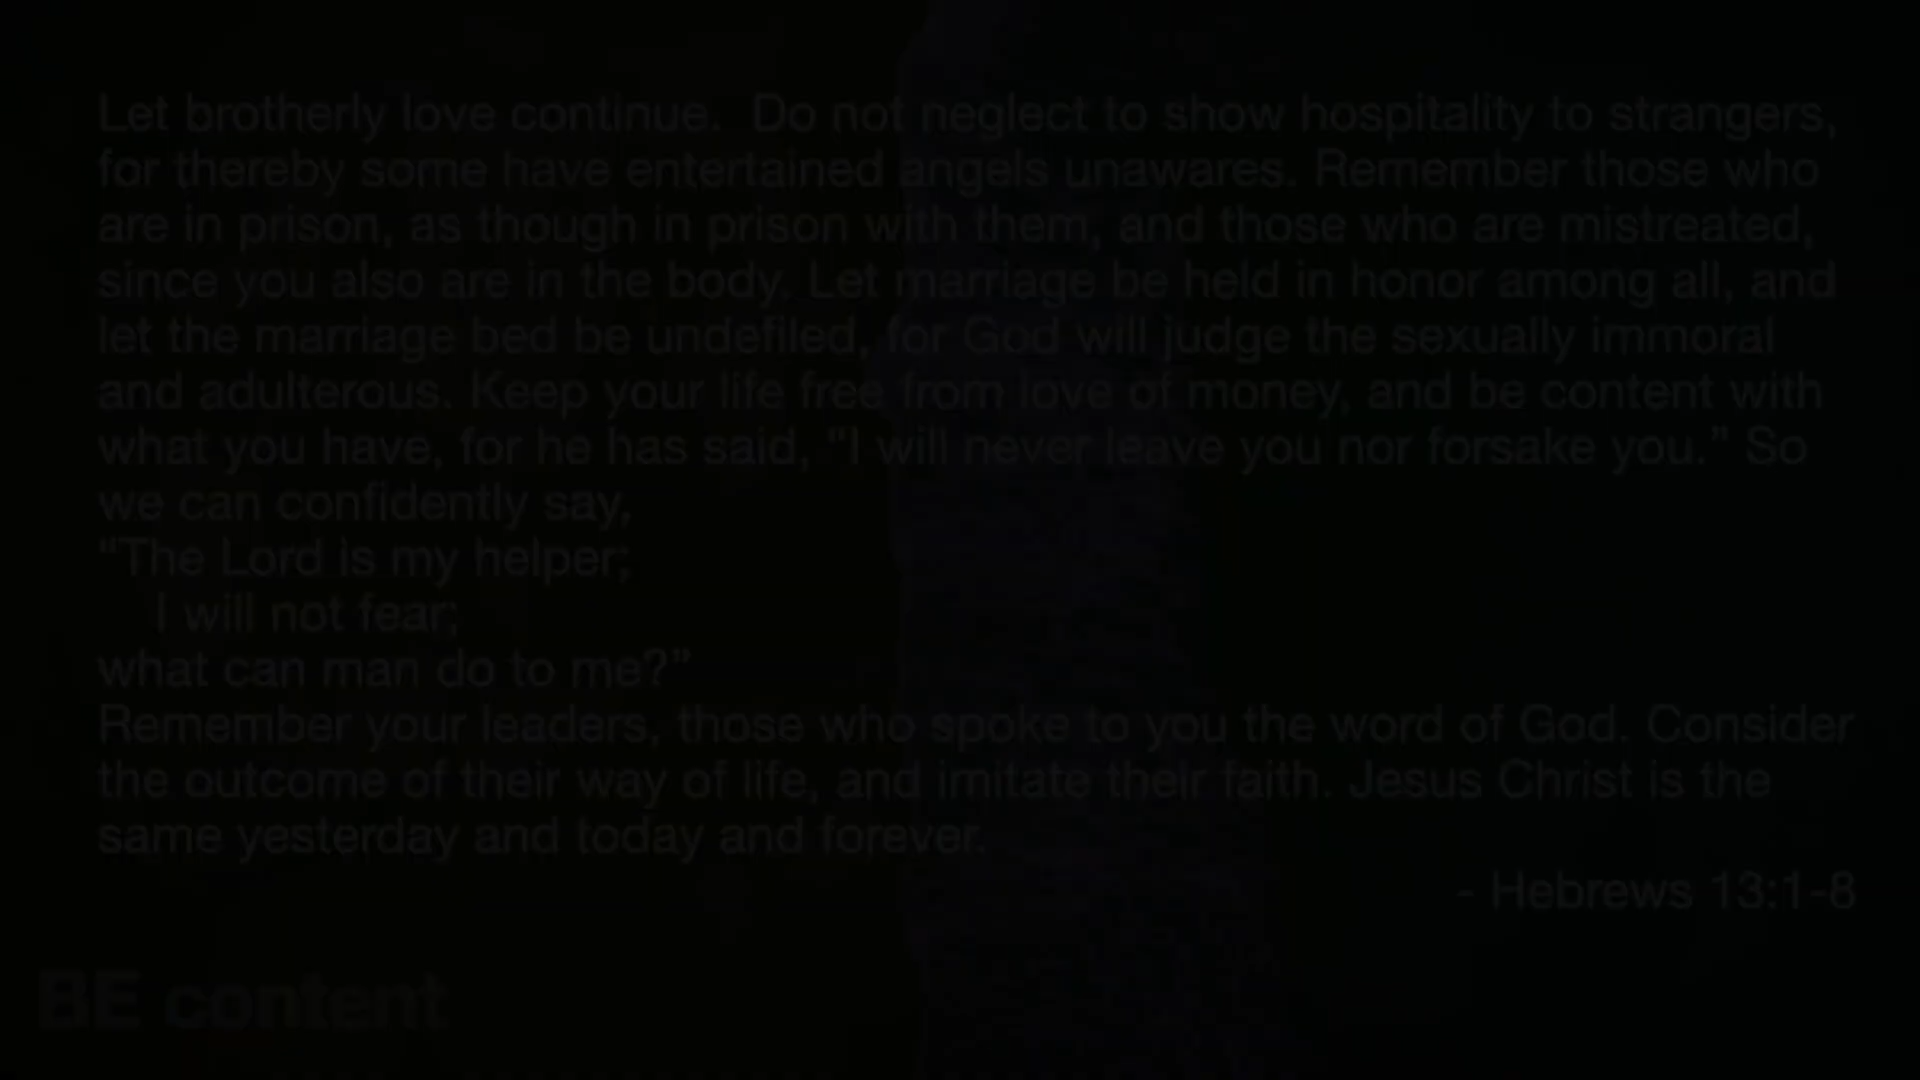 Let brotherly love continue.  Do not neglect to show hospitality to strangers,
for thereby some have entertained angels unawares. Remember those who
are in prison, as though in prison with them, and those who are mistreated,
since you also are in the body. Let marriage be held in honor among all, and
let the marriage bed be undefiled, for God will judge the sexually immoral
and adulterous. Keep your life free from love of money, and be content with
what you have, for he has said, “I will never leave you nor forsake you.” So
we can confidently say,
“The Lord is my helper;
I will not fear;
what can man do to me?”
Remember your leaders, those who spoke to you the word of God. Consider
the outcome of their way of life, and imitate their faith. Jesus Christ is the
same yesterday and today and forever.
- Hebrews 13:1-8
BE content